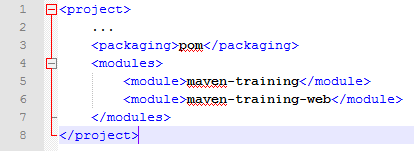 1 <project>
2 ...
3 <packaging>pom</packaging>
4 <modules>
5 <module>maven-training</module>
6 <module>maven-training-web</module>
7 </modules>
8 </project>